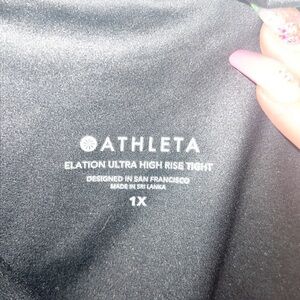 ATHLETA
ELATION ULTRA HIGH RISE TIGHT
DESIGNED IN SAN FRANCISCO
MADE IN SRI LANKA
1X